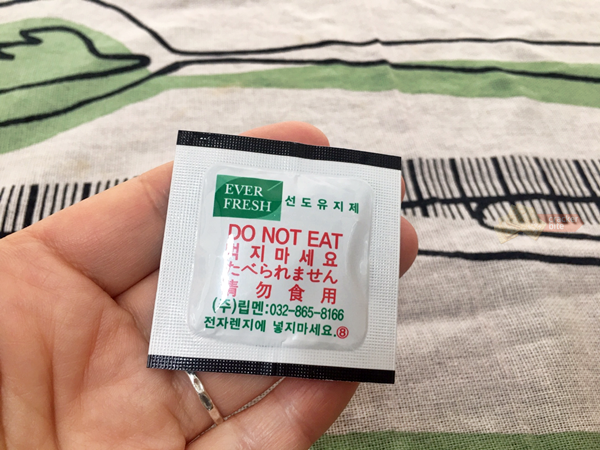 EVER
FRESH
선도유지제
DO NOT EAT
먹지마세요
たべられません
請勿食用
(주)립멘:032-865-8166
전자렌지에 넣지마세요.⑧